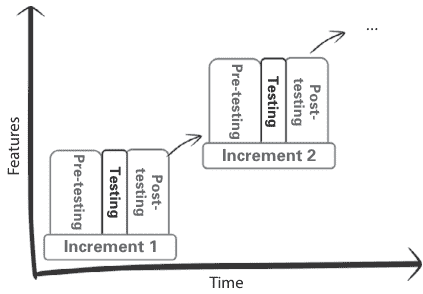 ...
Pre-testing
Testing
Post-
testing
Increment 2
Features
Pre-testing
Testing
Post-
testing
Increment 1
Time